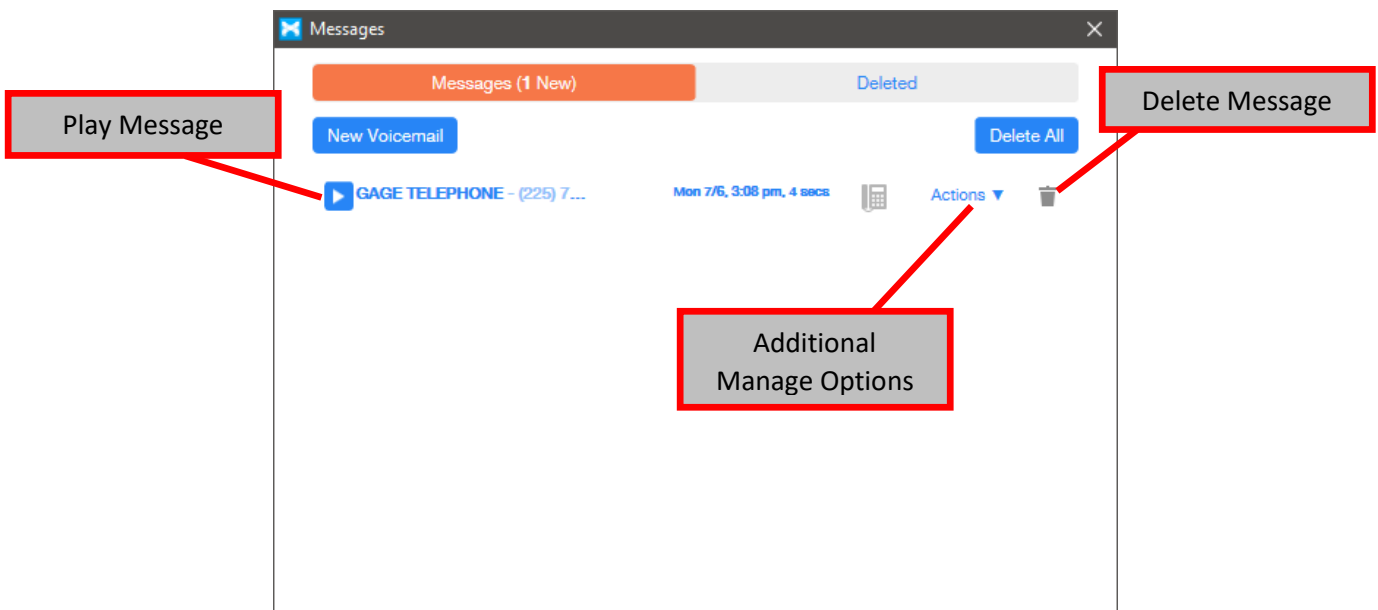 Messages
Messages (1 New)
Deleted
Play Message
Delete Message
New Voicemail
Delete All
GAGE TELEPHONE - (225) 7...
Mon 7/6, 3:08 pm, 4 secs
Actions ▼
Additional
Manage Options